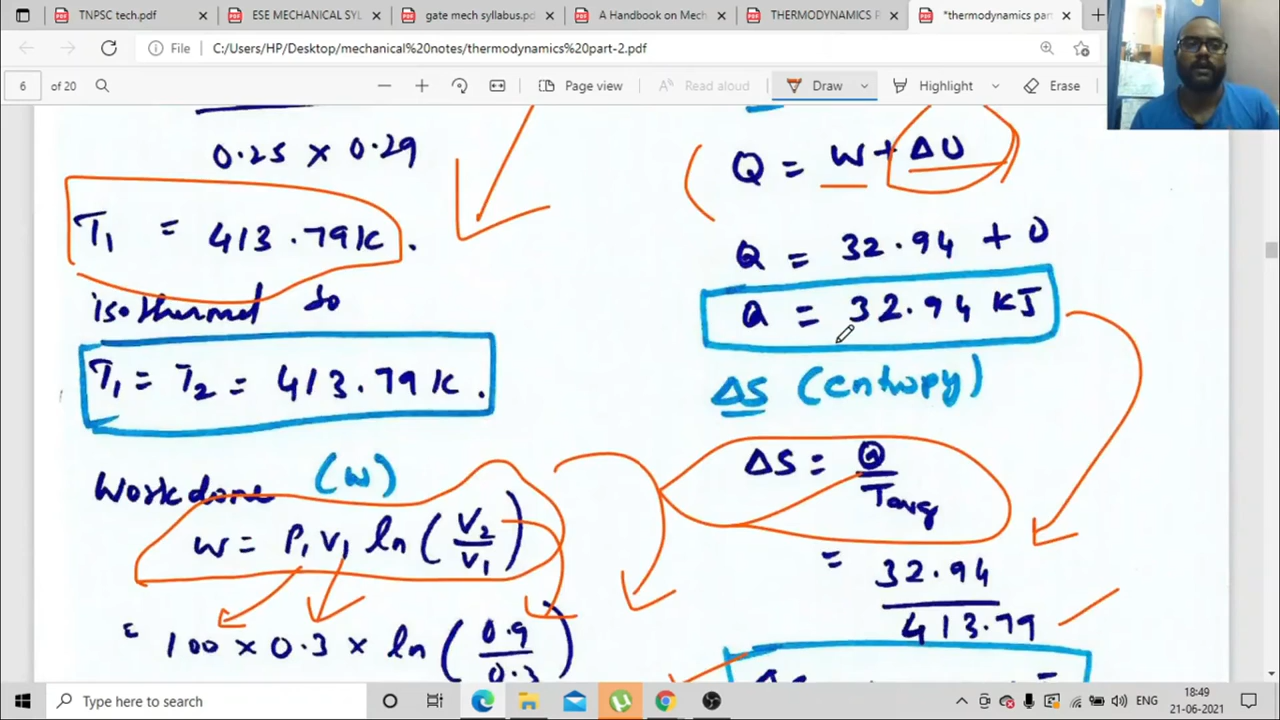 TNPSC tech.pdf
ESE MECHANICAL SYL
gate mech syllabus.pdf
A Handbook on Mech
THERMODYNAMICS P
*thermodynamics par
File
C:/Users/HP/Desktop/mechanical%20notes/thermodynamics%20part-2.pdf
6 of 20
Page view
Read aloud
Draw
Highlight
Erase
0.25 × 0.29
T1 = 413.79K.
isothermal so
T1 = T2 = 413.79 K.
Workdone (W)
W = P1 V1 ln (V2/V1)
= 100 × 0.3 × ln (0.9/0.3)
Q = W + ΔU
Q = 32.94 + 0
Q = 32.94 KJ
ΔS (entropy)
ΔS = Q/Tavg
= 32.94/413.79
Type here to search
ENG
18:49
21-06-2021